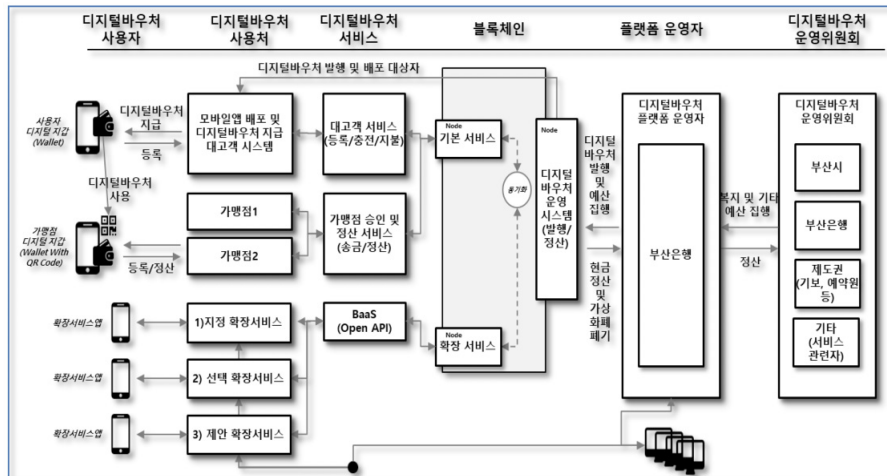 디지털바우처
사용자
디지털바우처
사용처
디지털바우처
서비스
블록체인
플랫폼 운영자
디지털바우처
운영위원회
디지털바우처 발행 및 배포 대상자
사용자
디지털 지갑
(Wallet)
디지털바우처
지급
등록
모바일앱 배포 및
디지털바우처 지급
대고객 시스템
대고객 서비스
(등록/충전/지불)
Node
기본 서비스
동기화
Node
디지털
바우처
운영
시스템
(발행/
정산)
디지털
바우처
발행
및
예산
집행
현금
정산
및
가상
화폐
폐기
디지털바우처
플랫폼 운영자
부산은행
복지 및 기타
예산 집행
정산
디지털바우처
운영위원회
부산시
부산은행
제도권
(기보, 예약원
등)
기타
(서비스
관련자)
디지털바우처
사용
가맹점
디지털 지갑
(Wallet With
QR Code)
등록/정산
가맹점1
가맹점2
가맹점 승인 및
정산 서비스
(송금/정산)
확장서비스앱
1)지정 확장서비스
BaaS
(Open API)
Node
확장 서비스
확장서비스앱
2) 선택 확장서비스
확장서비스앱
3) 제안 확장서비스